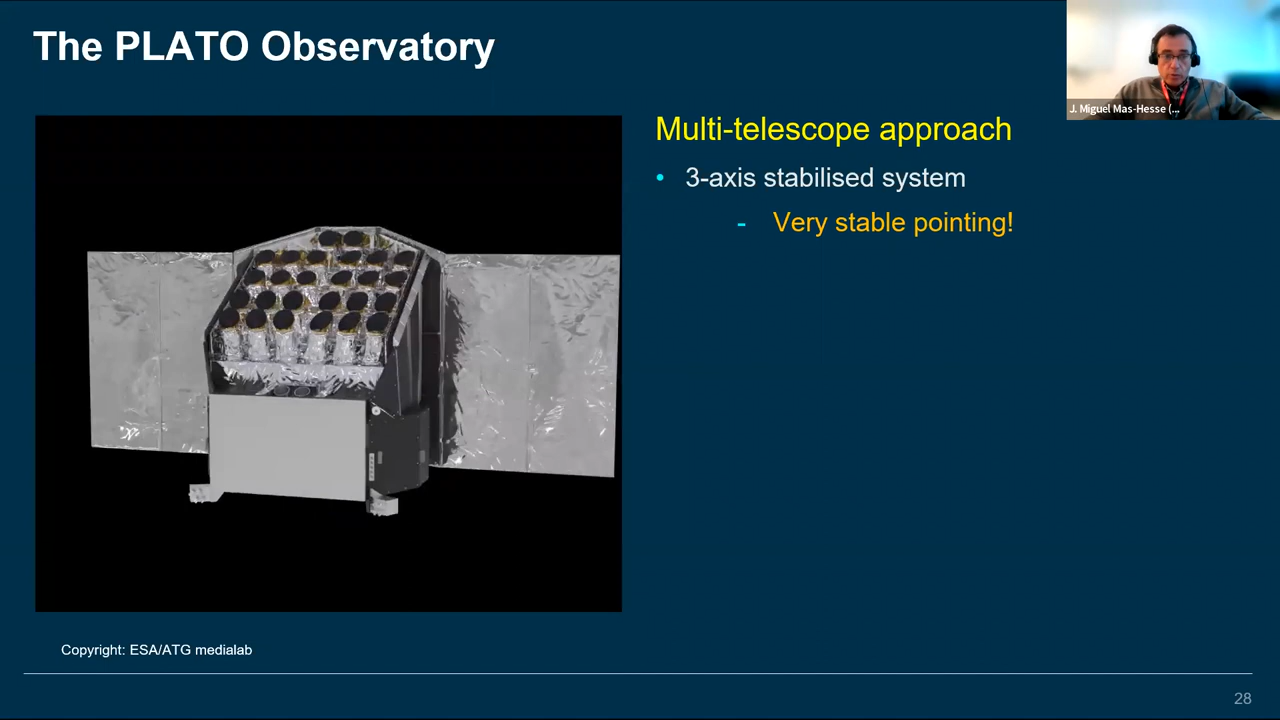 The PLATO Observatory
J. Miguel Mas-Hesse (...
Multi-telescope approach
• 3-axis stabilised system
- Very stable pointing!
Copyright: ESA/ATG medialab
28